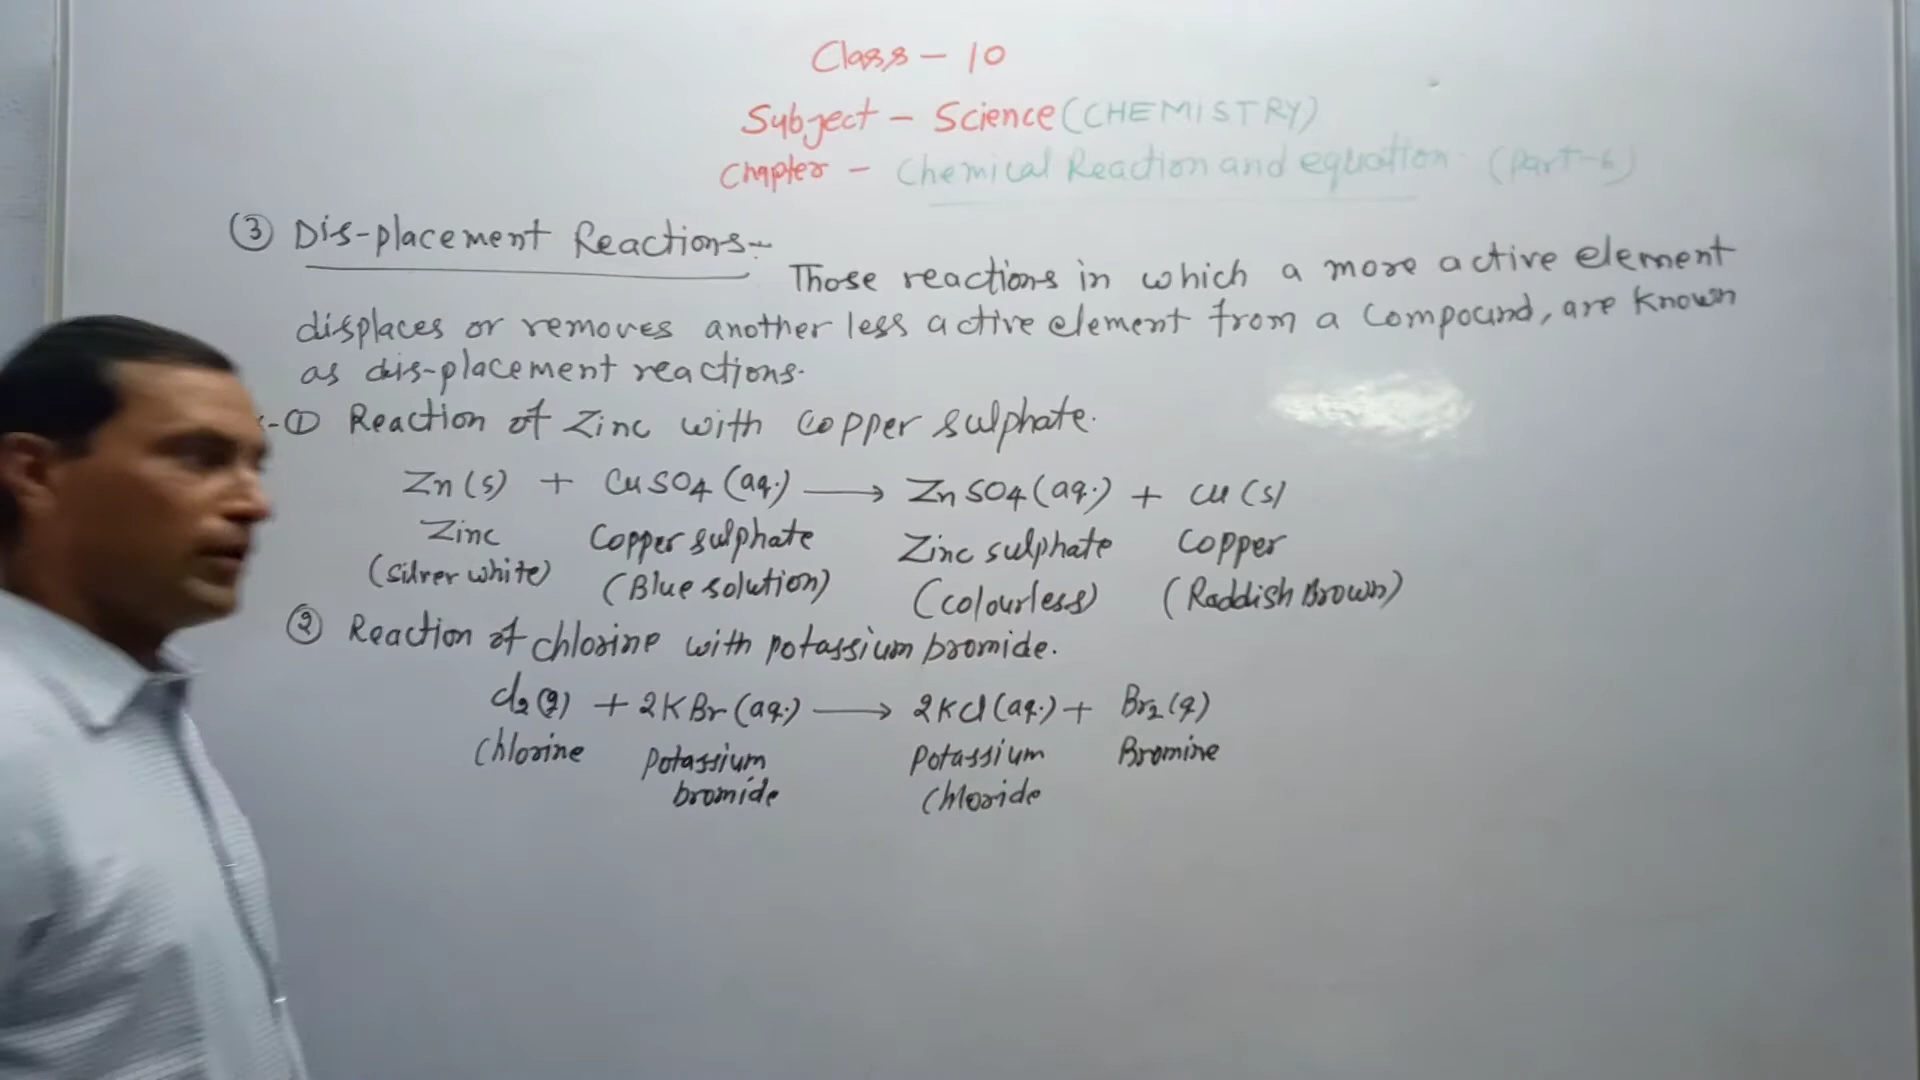 Class - 10
Subject - Science (CHEMISTRY)
Chapter - Chemical Reaction and equation (Part-6)
③ Dis-placement Reactions:-
Those reactions in which a more active element
displaces or removes another less active element from a compound, are known
as dis-placement reactions.
① Reaction of Zinc with copper sulphate.
Zn (s) + CuSO4 (aq.) ⟶ ZnSO4 (aq.) + Cu (s)
Zinc Copper sulphate Zinc sulphate Copper
(Silver white) (Blue solution) (Colourless) (Raddish Brown)
② Reaction of chlorine with potassium bromide.
Cl2 (g) + 2KBr (aq.) ⟶ 2KCl (aq.) + Br2 (g)
Chlorine Potassium Potassium Bromine
bromide Chloride